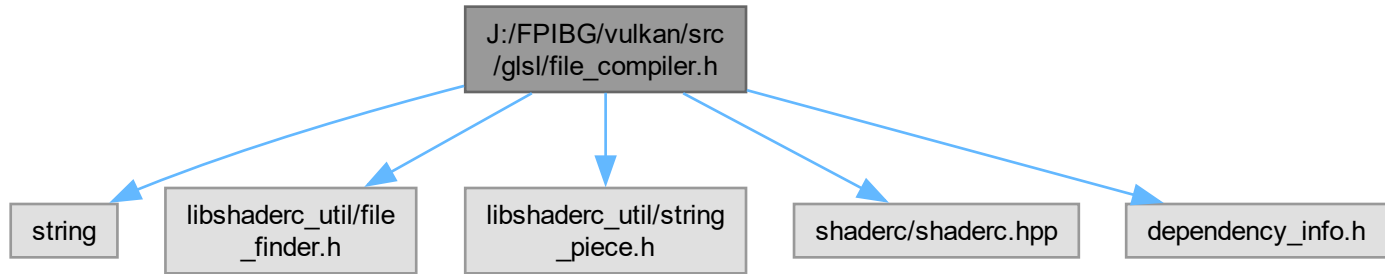 J:/FPIBG/vulkan/src
/glsl/file_compiler.h
string
libshaderc_util/file
_finder.h
libshaderc_util/string
_piece.h
shaderc/shaderc.hpp
dependency_info.h